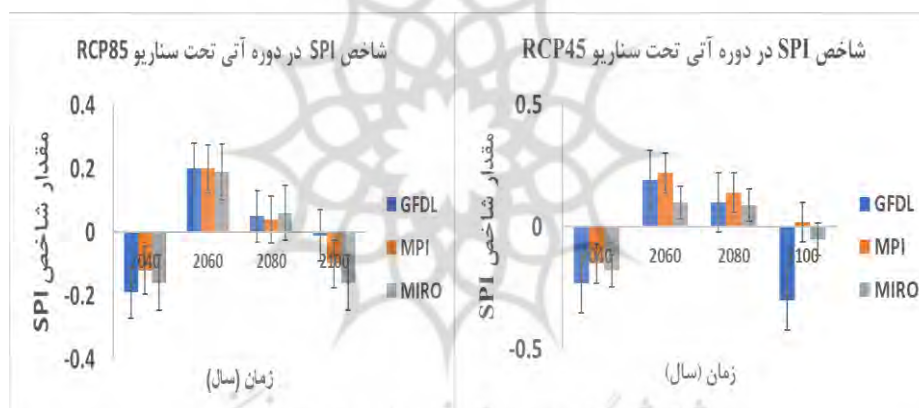 شاخص SPI در دوره آتی تحت سناریو RCP85
0.4
0.2
0
-0.2
-0.4
مقدار شاخص SPI
2040
2060
2080
2100
زمان (سال)
GFDL
MPI
MIRO
شاخص SPI در دوره آتی تحت سناریو RCP45
0.5
0
-0.5
مقدار شاخص SPI
2060
2080
زمان (سال)
GFDL
MPI
MIRO